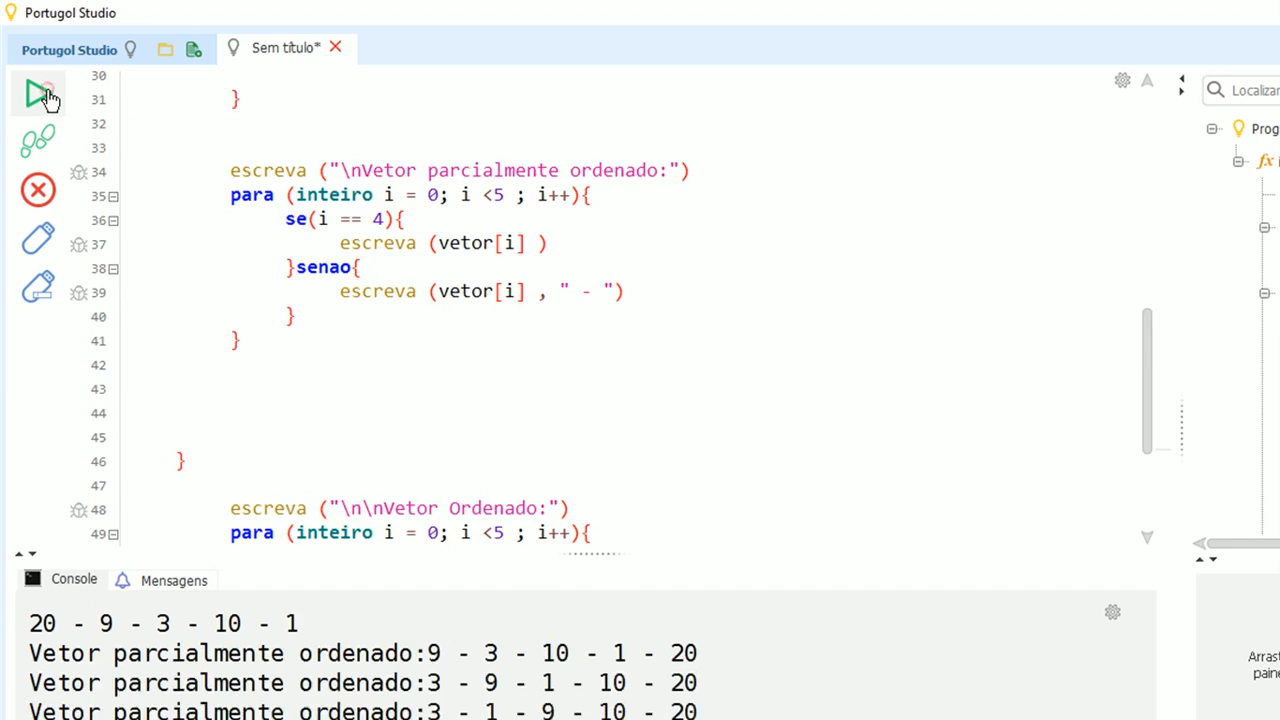 Portugol Studio
Portugol Studio
Sem título*
30
31 }
32
33
34 escreva ("\nVetor parcialmente ordenado:")
35 para (inteiro i = 0; i <5 ; i++){
36 se(i == 4){
37 escreva (vetor[i] )
38 }senao{
39 escreva (vetor[i] , " - ")
40 }
41 }
42
43
44
45
46 }
47
48 escreva ("\n\nVetor Ordenado:")
49 para (inteiro i = 0; i <5 ; i++){
Localizar
Prog
fx i
Console
Mensagens
20 - 9 - 3 - 10 - 1
Vetor parcialmente ordenado:9 - 3 - 10 - 1 - 20
Vetor parcialmente ordenado:3 - 9 - 1 - 10 - 20
Vetor parcialmente ordenado:3 - 1 - 9 - 10 - 20
Arrast
paine